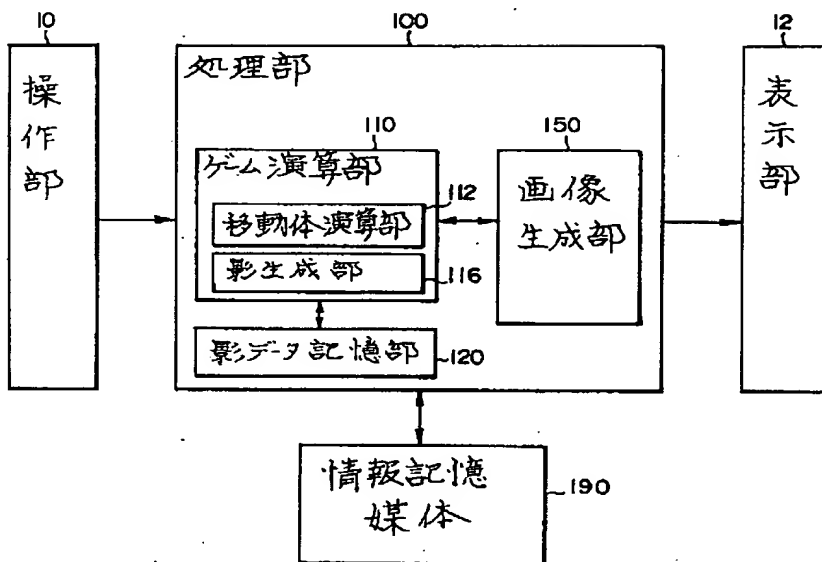 10
操作部
100
処理部
110
ゲーム演算部
112
移動体演算部
影生成部
116
影データ記憶部
120
150
画像
生成部
12
表示部
情報記憶
媒体
190